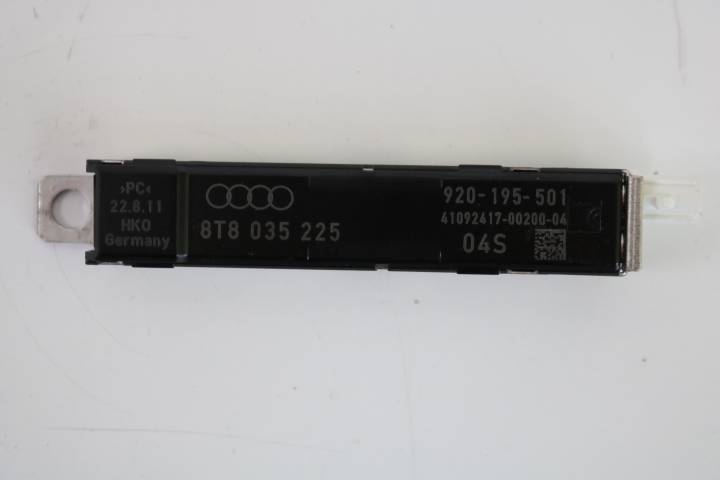 >PC<
22.8.11
HKO
Germany
8T8 035 225
920-195-501
41092417-00200-04
04S